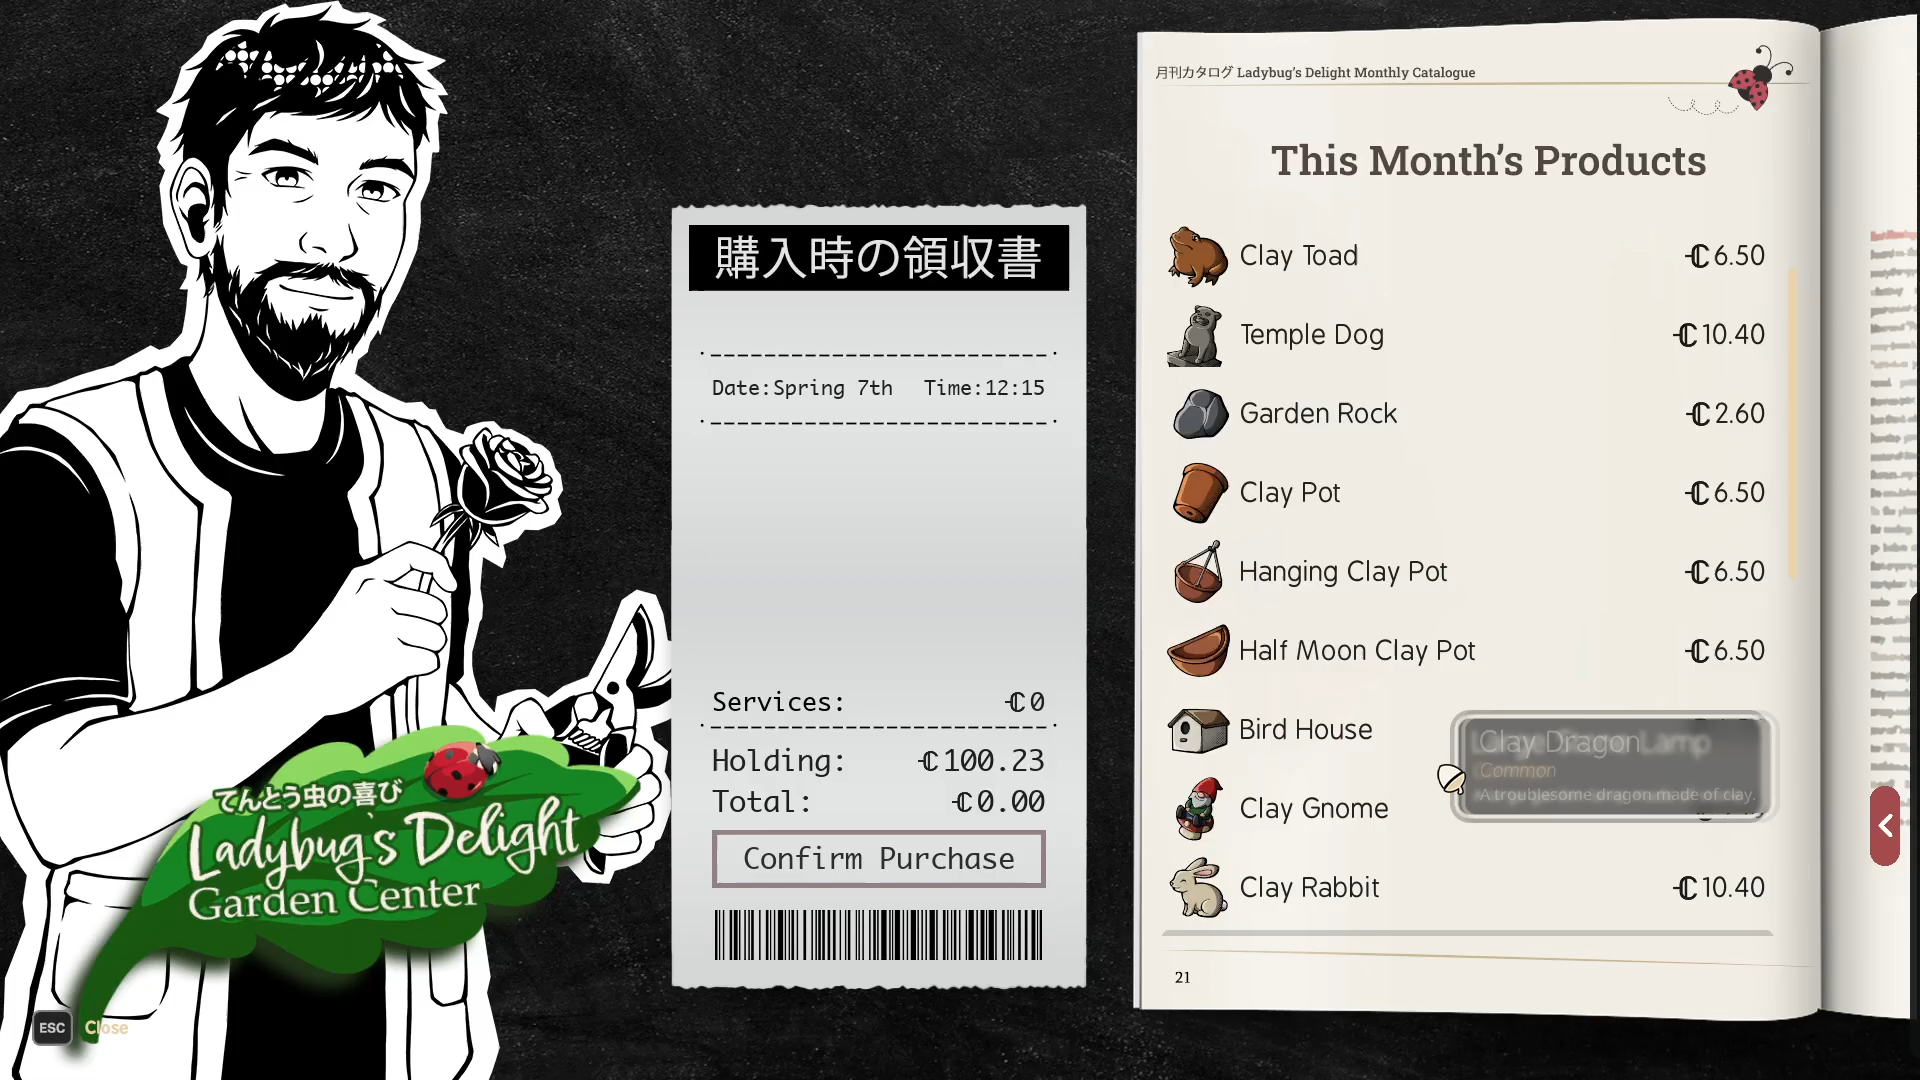 月刊カタログ Ladybug's Delight Monthly Catalogue
This Month's Products
Clay Toad ₵6.50
Temple Dog ₵10.40
Garden Rock ₵2.60
Clay Pot ₵6.50
Hanging Clay Pot ₵6.50
Half Moon Clay Pot ₵6.50
Bird House
Clay Gnome
Clay Rabbit ₵10.40
21
Clay Dragon
Common
A troublesome dragon made of clay.
購入時の領収書
Date:Spring 7th Time:12:15
Services: ₵0
Holding: ₵100.23
Total: ₵0.00
Confirm Purchase
てんとう虫の喜び
Ladybug's Delight
Garden Center
ESC Close